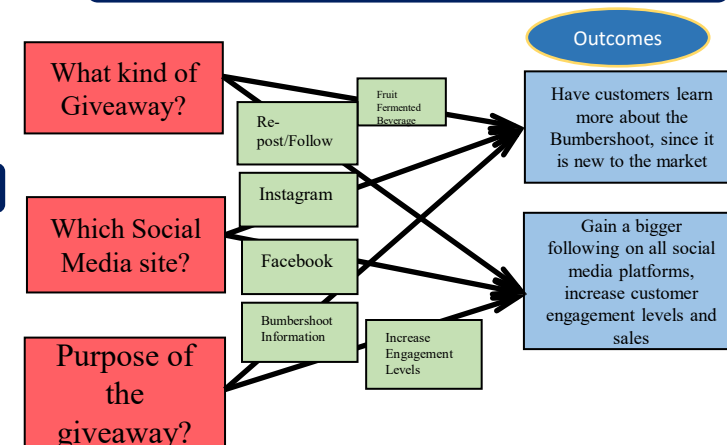 Outcomes
What kind of
Giveaway?
Fruit
Fermented
Beverage
Re-
post/Follow
Have customers learn
more about the
Bumbershoot, since it
is new to the market
Instagram
Which Social
Media site?
Facebook
Gain a bigger
following on all social
media platforms,
increase customer
engagement levels and
sales
Bumbershoot
Information
Increase
Engagement
Levels
Purpose of
the
giveaway?